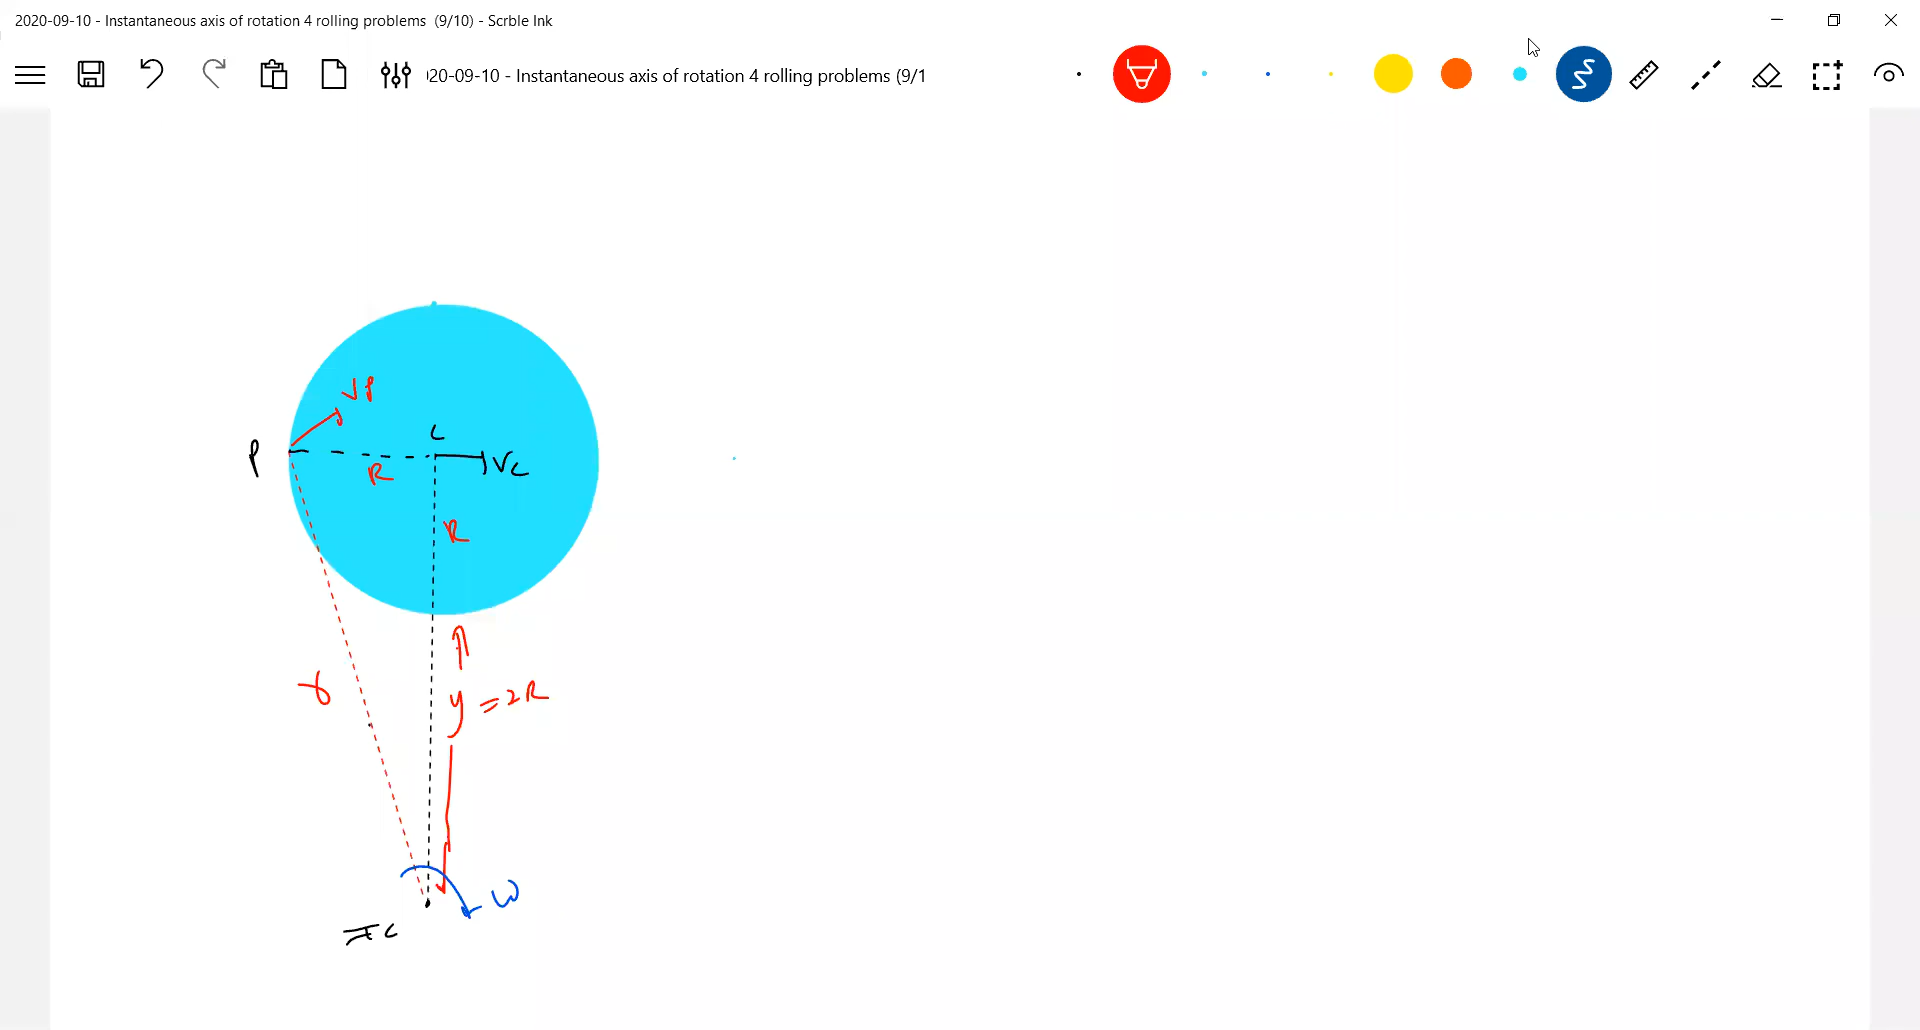 2020-09-10 - Instantaneous axis of rotation 4 rolling problems (9/10) - Scrble Ink
20-09-10 - Instantaneous axis of rotation 4 rolling problems (9/1
VP
C
P
VC
R
R
y = 2R
ω
IC